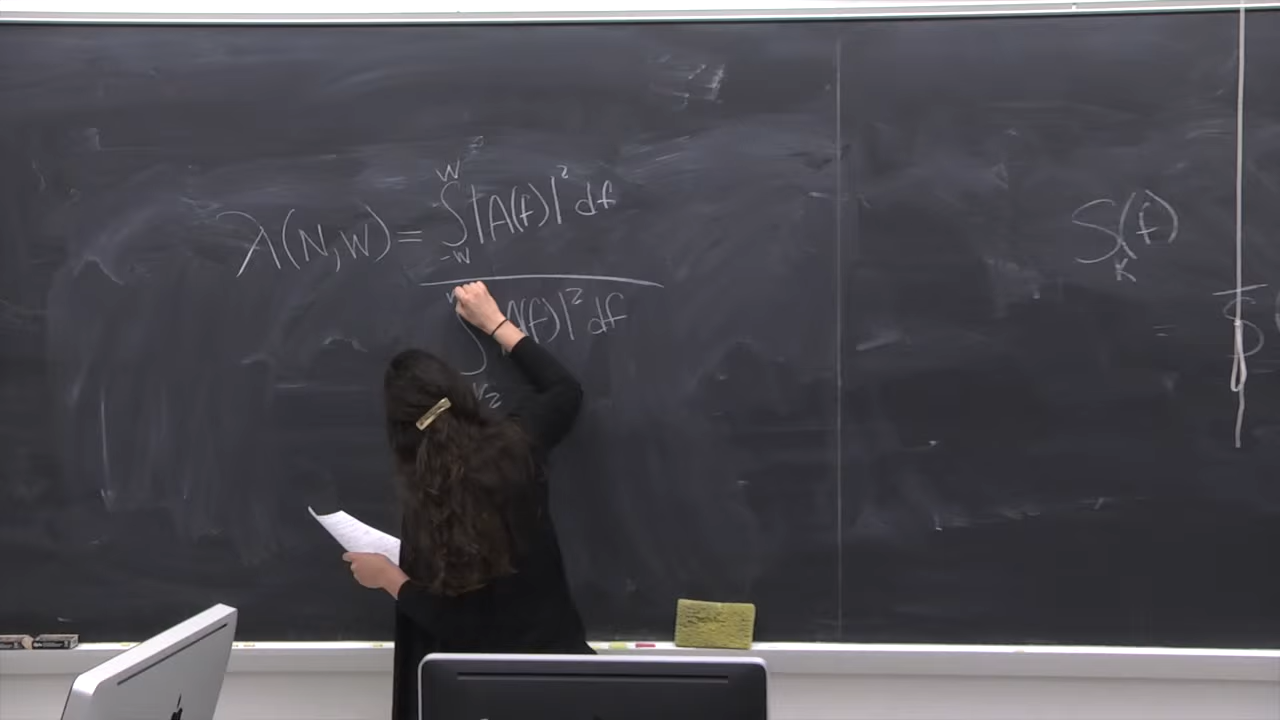 λ(N,W) = ∫_{-W}^{W} |A(f)|² df
∫ A(f)|² df
S_K(f)
=